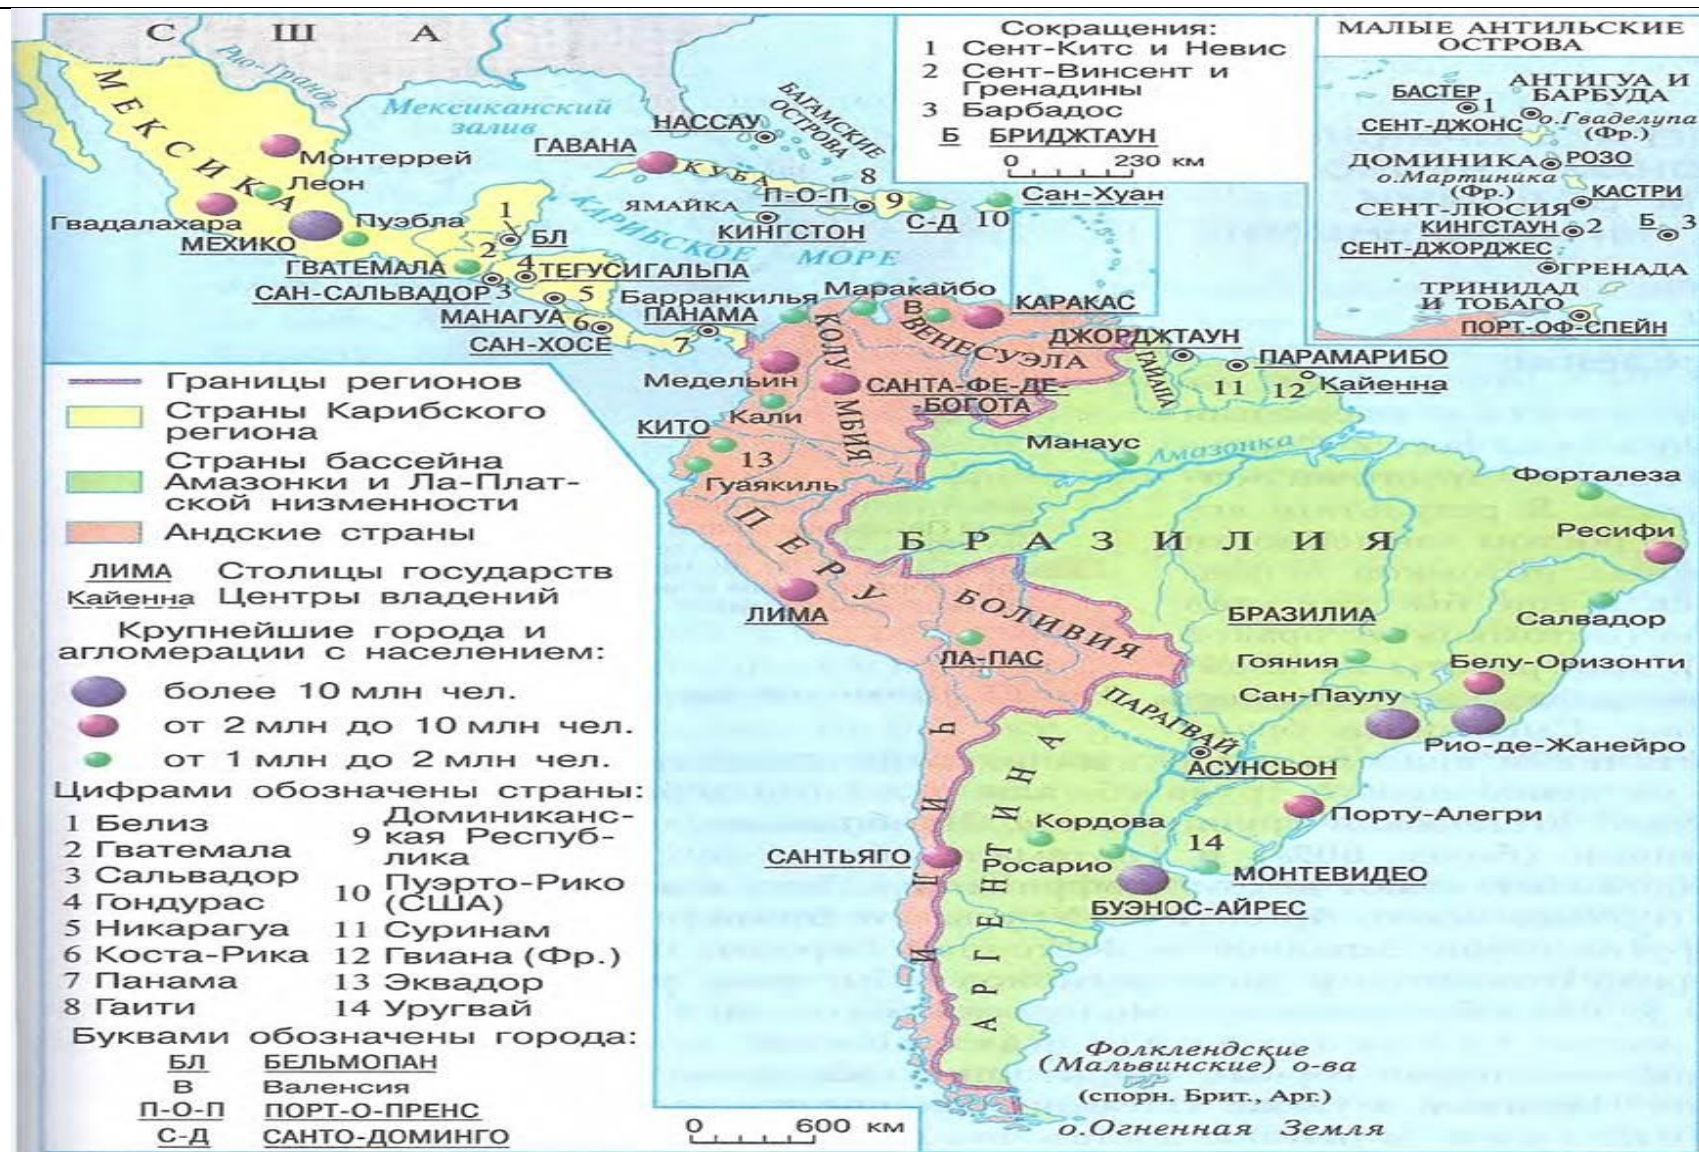 США
Рио-Гранде
МЕКСИКА
Мексиканский
залив
Монтеррей
Леон
Гвадалахара
Пуэбла
МЕХИКО
НАССАУ
БАГАМСКИЕ
ОСТРОВА
ГАВАНА
КУБА
ЯМАЙКА
П-О-П
8
9
С-Д
10
Сан-Хуан
КИНГСТОН
КАРИБСКОЕ МОРЕ
1
БЛ
2
ГВАТЕМАЛА
4
ТЕГУСИГАЛЬПА
САН-САЛЬВАДОР
3
5
МАНАГУА
6
САН-ХОСЕ
ПАНАМА
7
Сокращения:
1 Сент-Китс и Невис
2 Сент-Винсент и
Гренадины
3 Барбадос
Б БРИДЖТАУН
0 230 км
МАЛЫЕ АНТИЛЬСКИЕ
ОСТРОВА
БАСТЕР
1
АНТИГУА И
БАРБУДА
СЕНТ-ДЖОНС
о.Гваделупа
(Фр.)
ДОМИНИКА
РОЗО
о.Мартиника
(Фр.)
КАСТРИ
СЕНТ-ЛЮСИЯ
КИНГСТАУН
2
Б
3
СЕНТ-ДЖОРДЖЕС
ГРЕНАДА
ТРИНИДАД
И ТОБАГО
ПОРТ-ОФ-СПЕЙН
Барранкилья
Маракайбо
В
КАРАКАС
ВЕНЕСУЭЛА
КОЛУМБИЯ
ДЖОРДЖТАУН
ГАЙАНА
ПАРАМАРИБО
11
12
Кайенна
Медельин
САНТА-ФЕ-ДЕ-
-БОГОТА
Кали
КИТО
13
Гуаякиль
Манаус
Амазонка
Форталеза
Ресифи
ПЕРУ
БРАЗИЛИЯ
ЛИМА
БОЛИВИЯ
ЛА-ПАС
БРАЗИЛИА
Салвадор
Гояния
Белу-Оризонти
Сан-Паулу
Рио-де-Жанейро
ПАРАГВАЙ
АСУНСЬОН
ЧИЛИ
АРГЕНТИНА
Кордова
Порту-Алегри
САНТЬЯГО
Росарио
14
МОНТЕВИДЕО
БУЭНОС-АЙРЕС
Фолклендские
(Мальвинские) о-ва
(спорн. Брит., Арг.)
о.Огненная Земля
0 600 км
Границы регионов
Страны Карибского
региона
Страны бассейна
Амазонки и Ла-Плат-
ской низменности
Андские страны
ЛИМА Столицы государств
Кайенна Центры владений
Крупнейшие города и
агломерации с населением:
более 10 млн чел.
от 2 млн до 10 млн чел.
от 1 млн до 2 млн чел.
Цифрами обозначены страны:
1 Белиз
2 Гватемала
3 Сальвадор
4 Гондурас
5 Никарагуа
6 Коста-Рика
7 Панама
8 Гаити
9 Доминиканс-
кая Респуб-
лика
10 Пуэрто-Рико
(США)
11 Суринам
12 Гвиана (Фр.)
13 Эквадор
14 Уругвай
Буквами обозначены города:
БЛ БЕЛЬМОПАН
В Валенсия
П-О-П ПОРТ-О-ПРЕНС
С-Д САНТО-ДОМИНГО